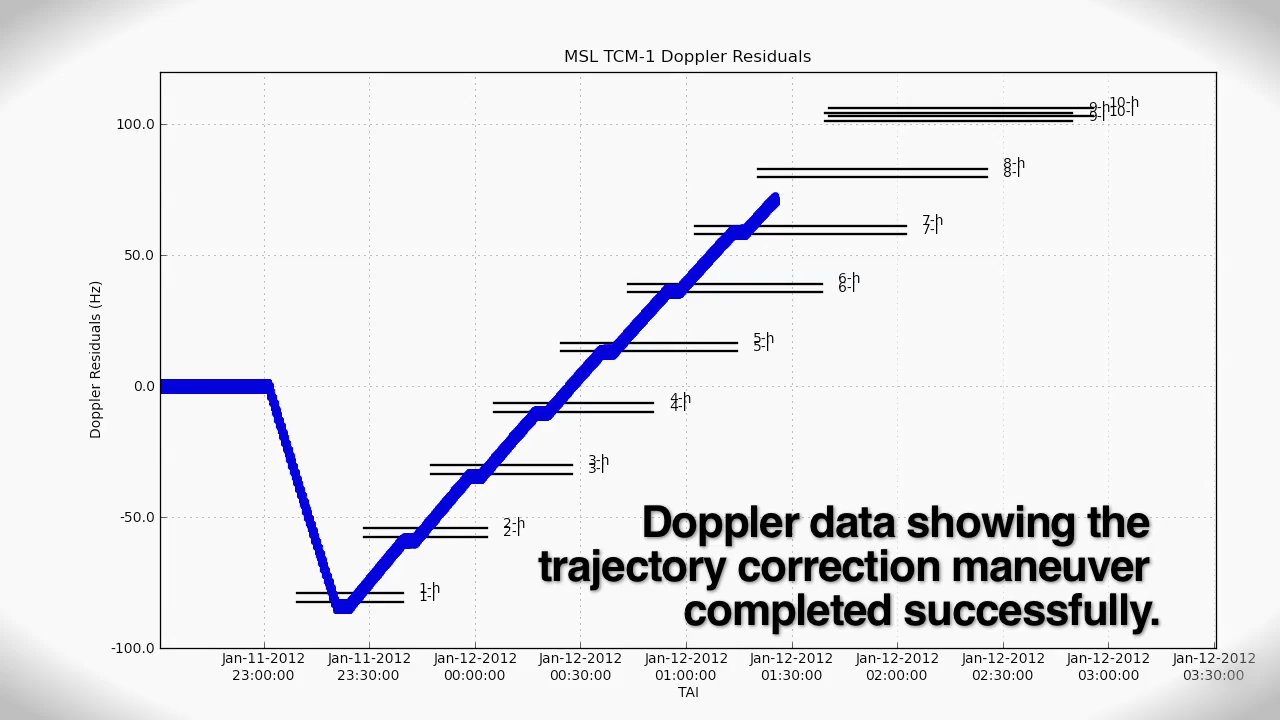 MSL TCM-1 Doppler Residuals
10-h
9-h
10-l
9-l
100.0
8-h
8-l
7-h
7-l
50.0
6-h
6-l
5-h
5-l
Doppler Residuals (Hz)
0.0
4-h
4-l
3-h
3-l
-50.0
2-h
2-l
Doppler data showing the
trajectory correction maneuver
completed successfully.
1-h
1-l
-100.0
Jan-11-2012 Jan-11-2012 Jan-12-2012 Jan-12-2012 Jan-12-2012 Jan-12-2012 Jan-12-2012 Jan-12-2012 Jan-12-2012 Jan-12-2012
23:00:00 23:30:00 00:00:00 00:30:00 01:00:00 01:30:00 02:00:00 02:30:00 03:00:00 03:30:00
TAI